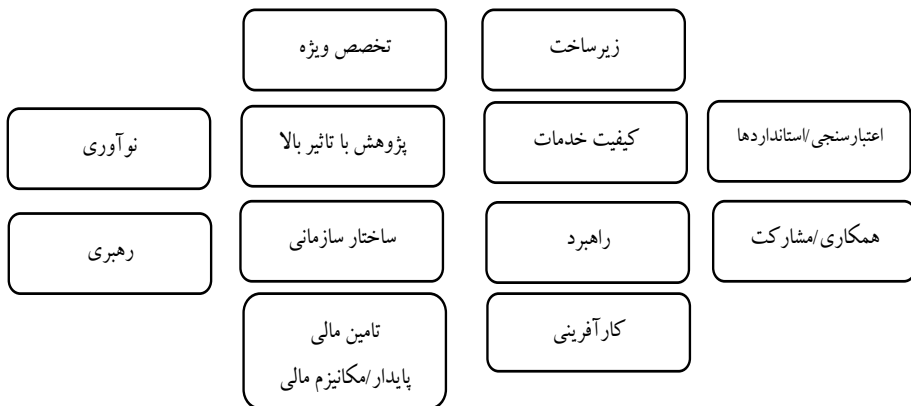 زیرساخت
تخصص ویژه
اعتبارسنجی/استانداردها
کیفیت خدمات
پژوهش با تاثیر بالا
نوآوری
همکاری/مشارکت
راهبرد
ساختار سازمانی
رهبری
کارآفرینی
تامین مالی
پایدار/مکانیزم مالی